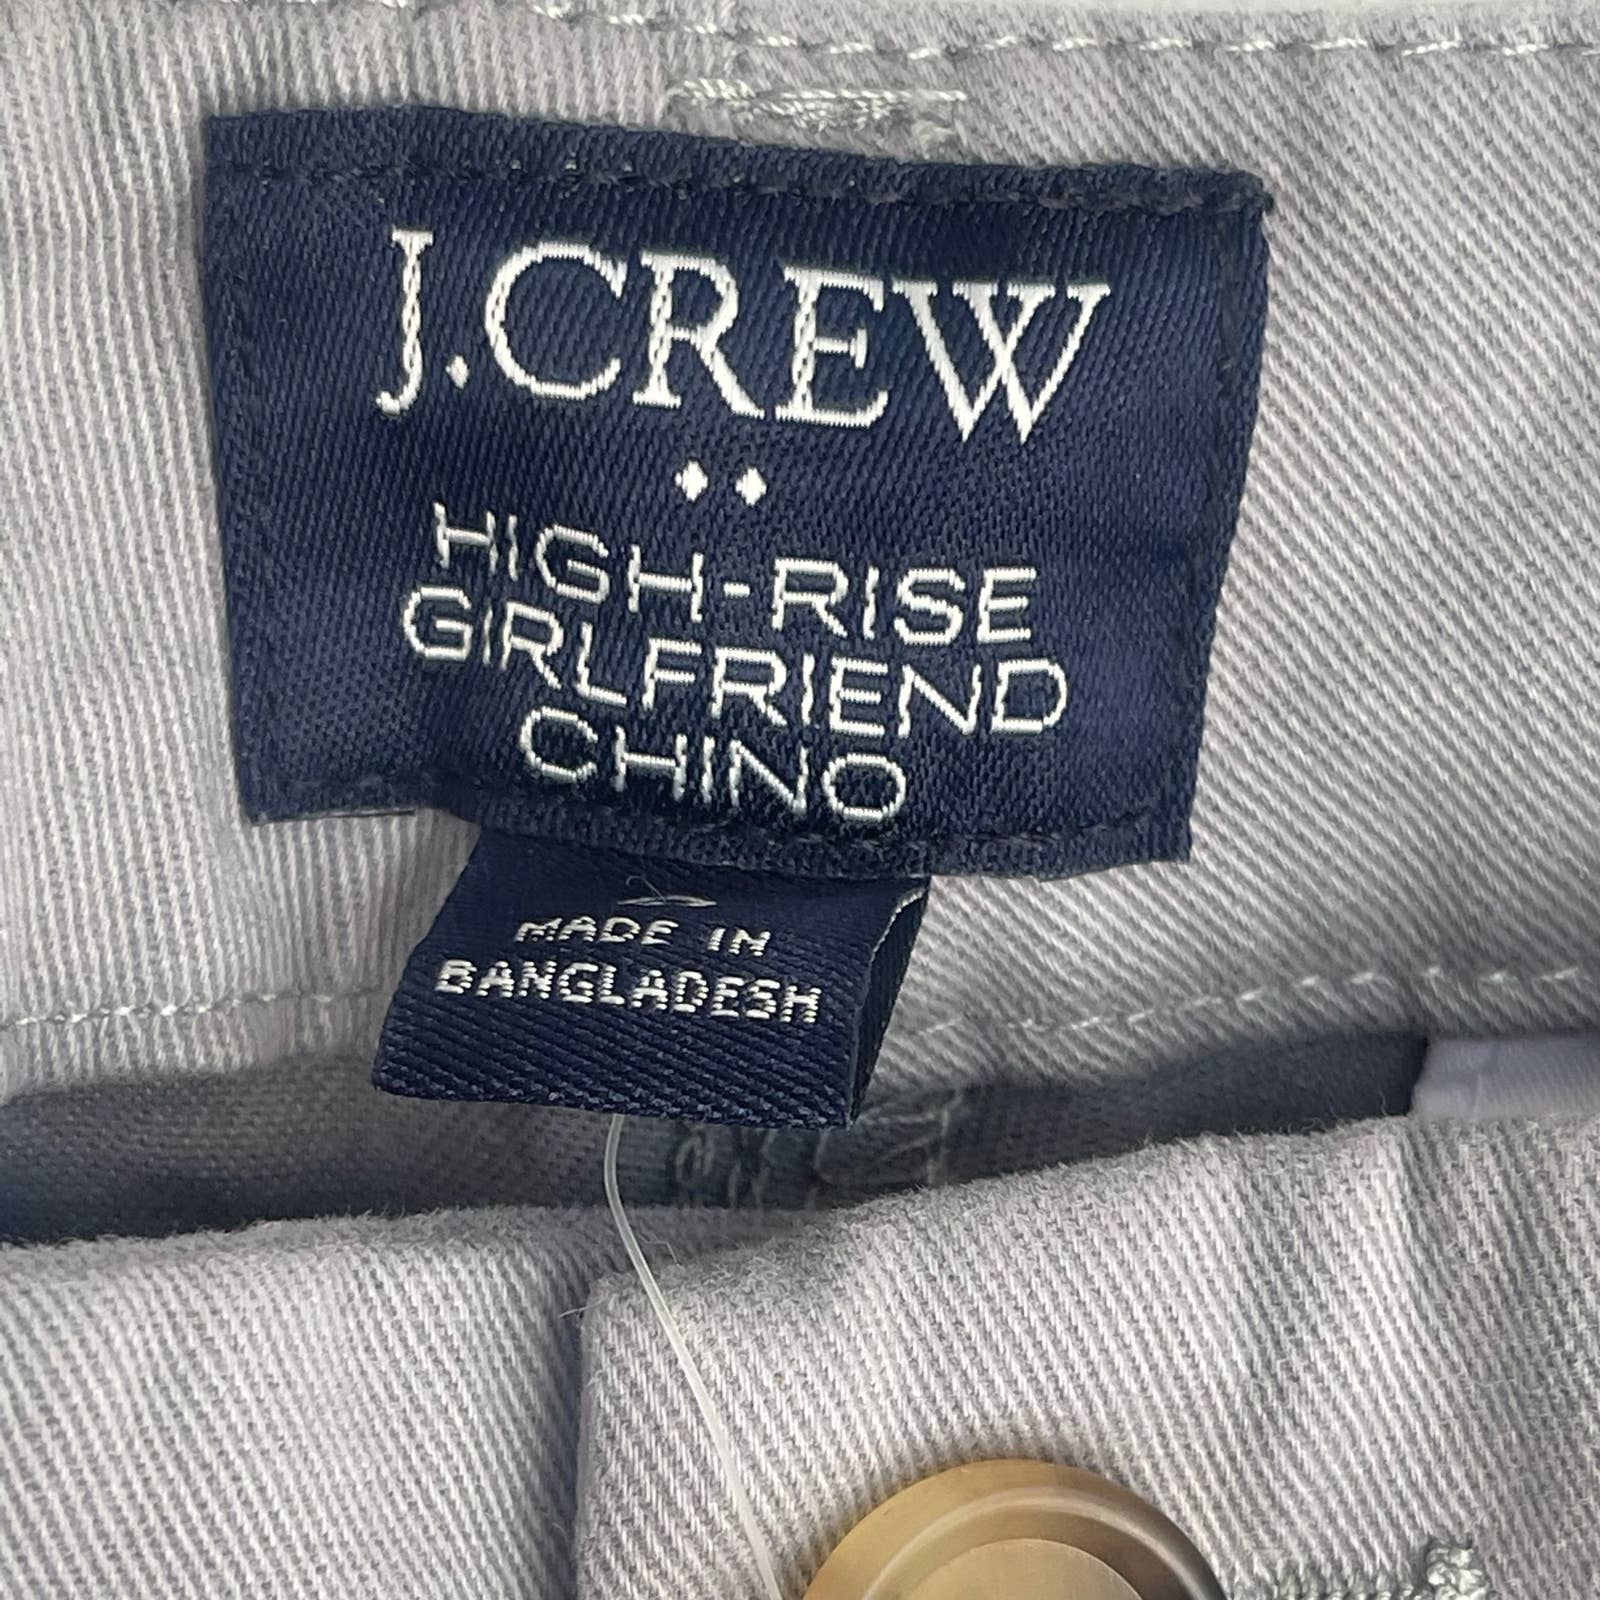 J.CREW
HIGH-RISE
GIRLFRIEND
CHINO
MADE IN
BANGLADESH